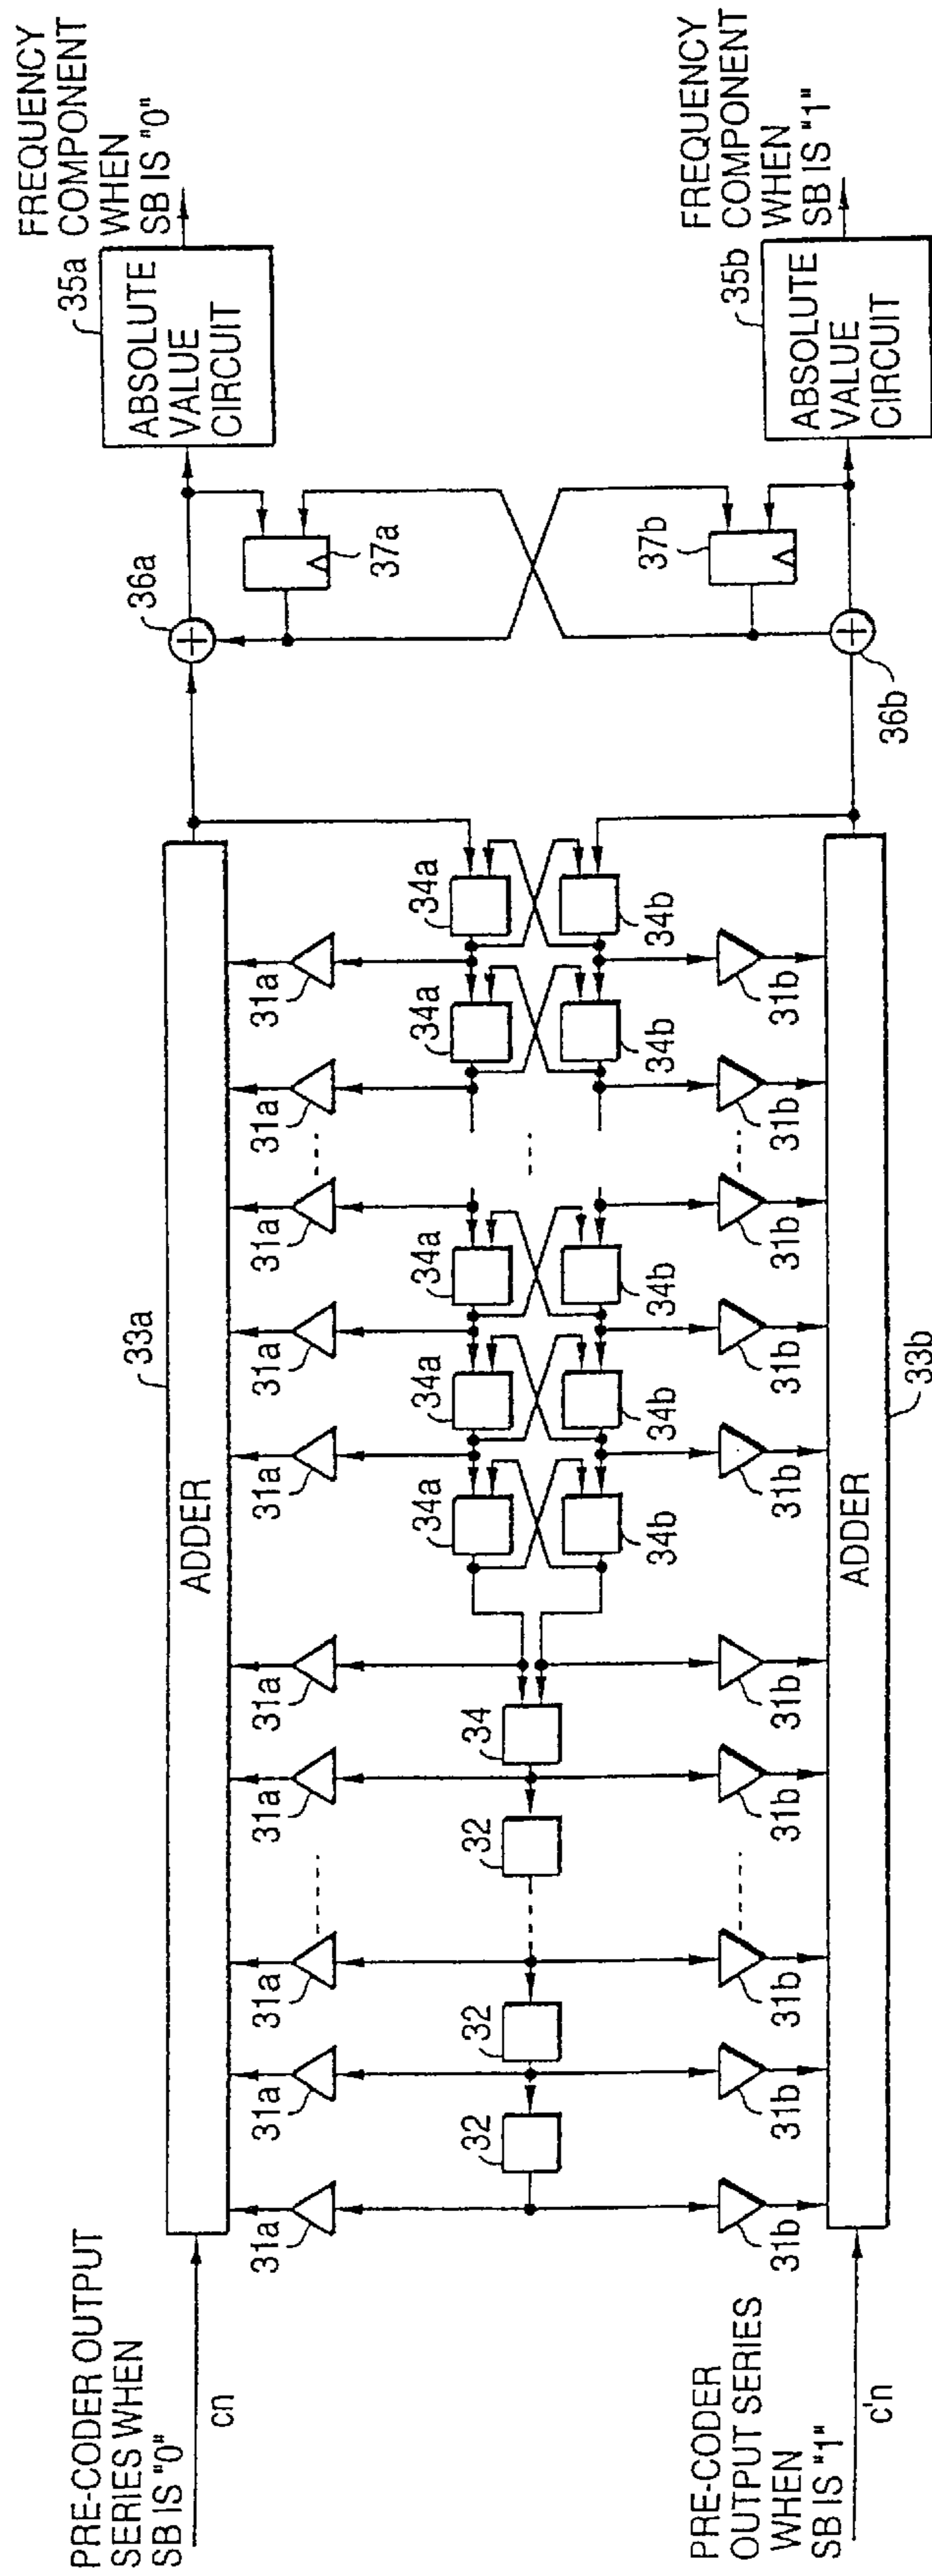 PRE-CODER OUTPUT
SERIES WHEN
SB IS "0"
cn
ADDER
33a
31a
31a
31a
31a
31a
31a
31a
31a
31a
31a
32
32
32
34
34a
34a
34a
34a
34a
34b
34b
34b
34b
34b
31b
31b
31b
31b
31b
31b
31b
31b
31b
31b
PRE-CODER
OUTPUT SERIES
WHEN
SB IS "1"
c'n
ADDER
33b
36a
37a
37b
36b
35a
ABSOLUTE
VALUE
CIRCUIT
FREQUENCY
COMPONENT
WHEN
SB IS "0"
35b
ABSOLUTE
VALUE
CIRCUIT
FREQUENCY
COMPONENT
WHEN
SB IS "1"